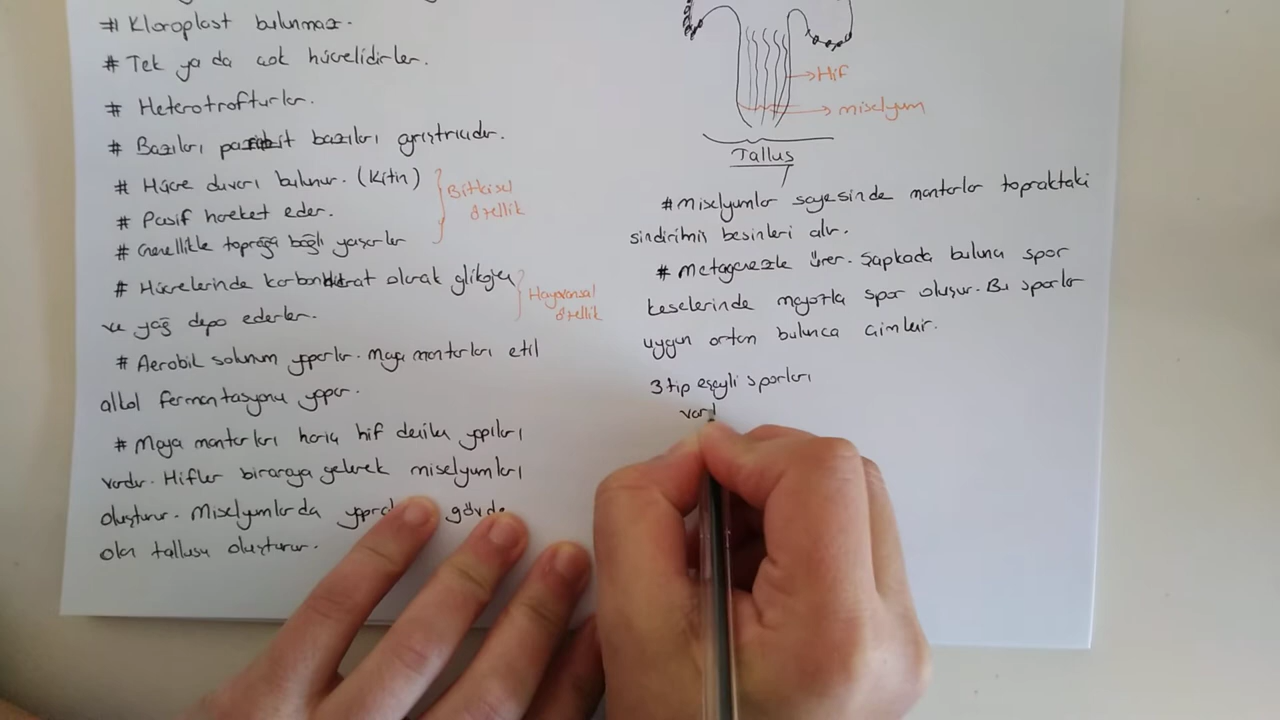 # Kloroplast bulunmaz.
# Tek ya da çok hücrelidirler.
# Heterotrofturlar.
# Bazıları parazit bazıları ayrıştırıcıdır.
# Hücre duvarı bulunur. (Kitin)
# Pasif hareket eder.
# Genellikle toprağa bağlı yaşarlar
Bitkisel
özellik
# Hücrelerinde karbonhidrat olarak glikojen
ve yağ depo ederler.
Hayvansal
özellik
# Aerobik solunum yaparlar. Maya mantarları etil
alkol fermantasyonu yapar.
# Maya mantarları hariç hif denilen yapıları
vardır. Hifler biraraya gelerek miselyumları
oluşturur. Miselyumlarda gövde
olan tallusu oluşturur.
Hif
miselyum
Tallus
# Miselyumlar sayesinde mantarlar topraktaki
sindirilmiş besinleri alır.
# Metagenezle ürer. Şapkada buluna spor
keselerinde mayozla spor oluşur. Bu sporlar
uygun ortam bulunca çimlenir.
3 tip eşeyli sporları
vard